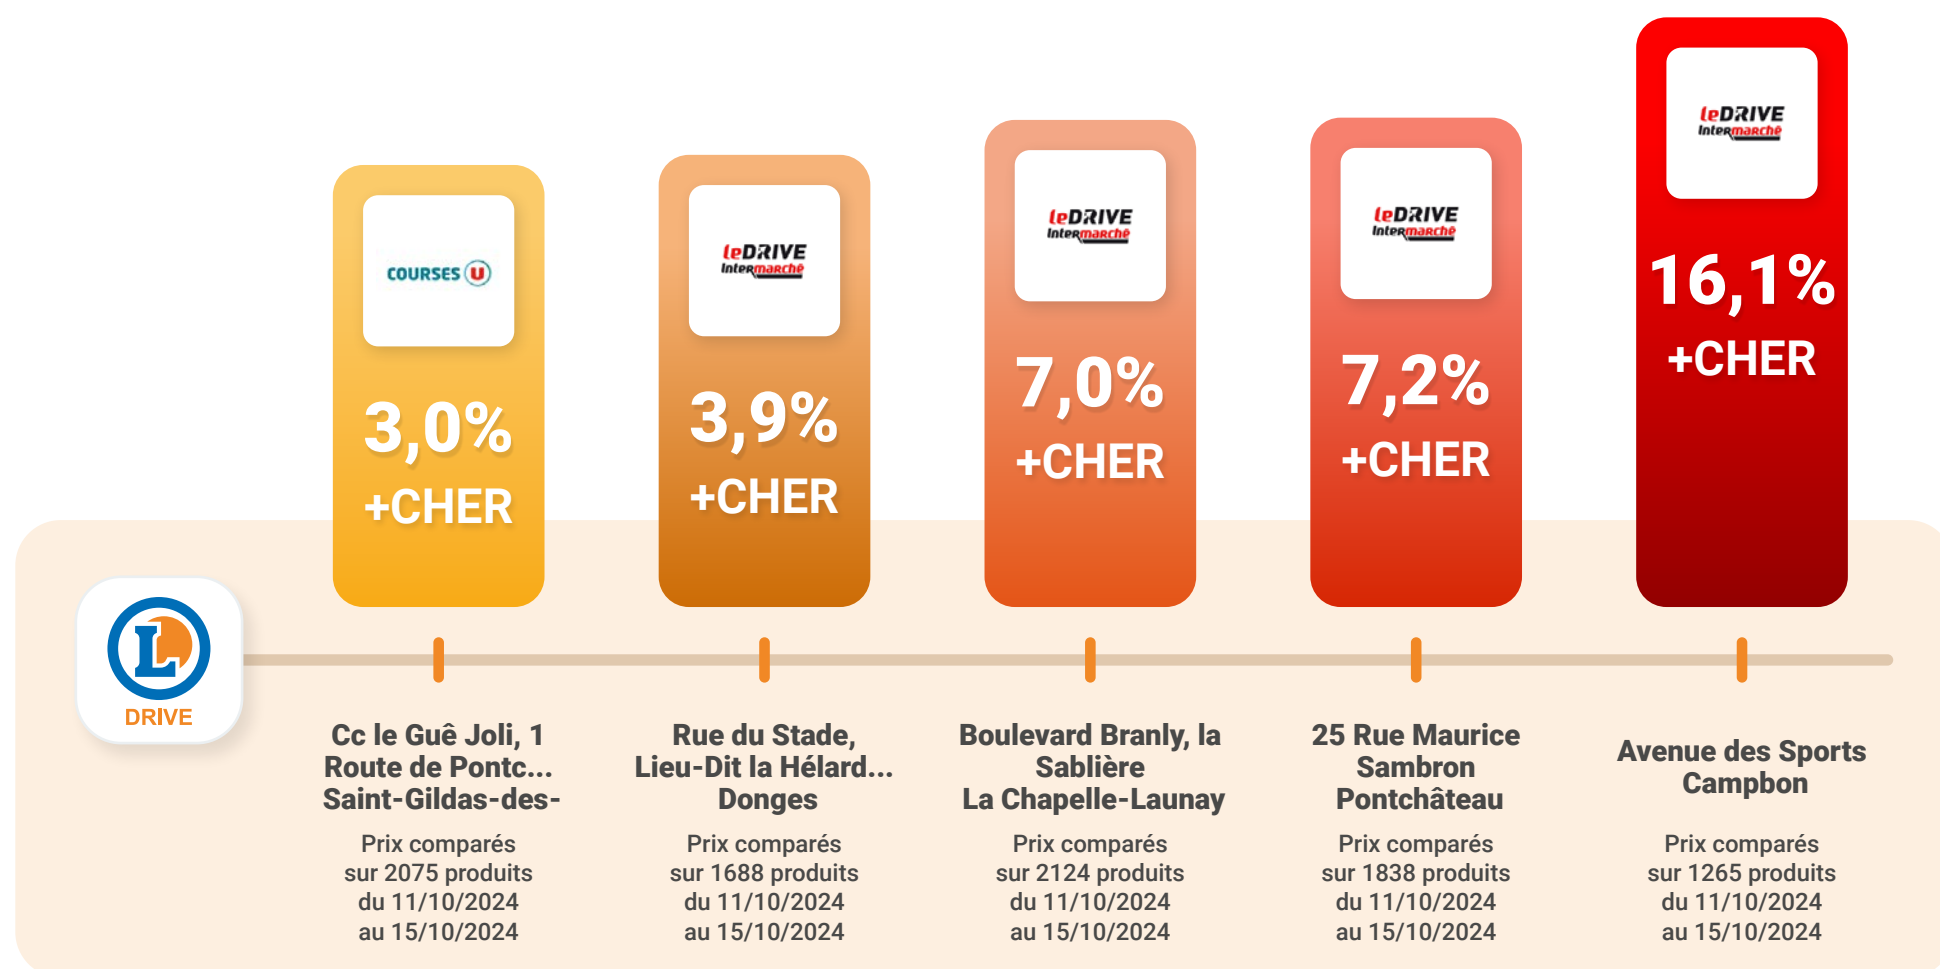 COURSES U
3,0%
+CHER
leDRIVE
Intermarché
3,9%
+CHER
leDRIVE
Intermarché
7,0%
+CHER
leDRIVE
Intermarché
7,2%
+CHER
leDRIVE
Intermarché
16,1%
+CHER
L
DRIVE
Cc le Guê Joli, 1
Route de Pontc...
Saint-Gildas-des-
Prix comparés
sur 2075 produits
du 11/10/2024
au 15/10/2024
Rue du Stade,
Lieu-Dit la Hélard...
Donges
Prix comparés
sur 1688 produits
du 11/10/2024
au 15/10/2024
Boulevard Branly, la
Sablière
La Chapelle-Launay
Prix comparés
sur 2124 produits
du 11/10/2024
au 15/10/2024
25 Rue Maurice
Sambron
Pontchâteau
Prix comparés
sur 1838 produits
du 11/10/2024
au 15/10/2024
Avenue des Sports
Campbon
Prix comparés
sur 1265 produits
du 11/10/2024
au 15/10/2024